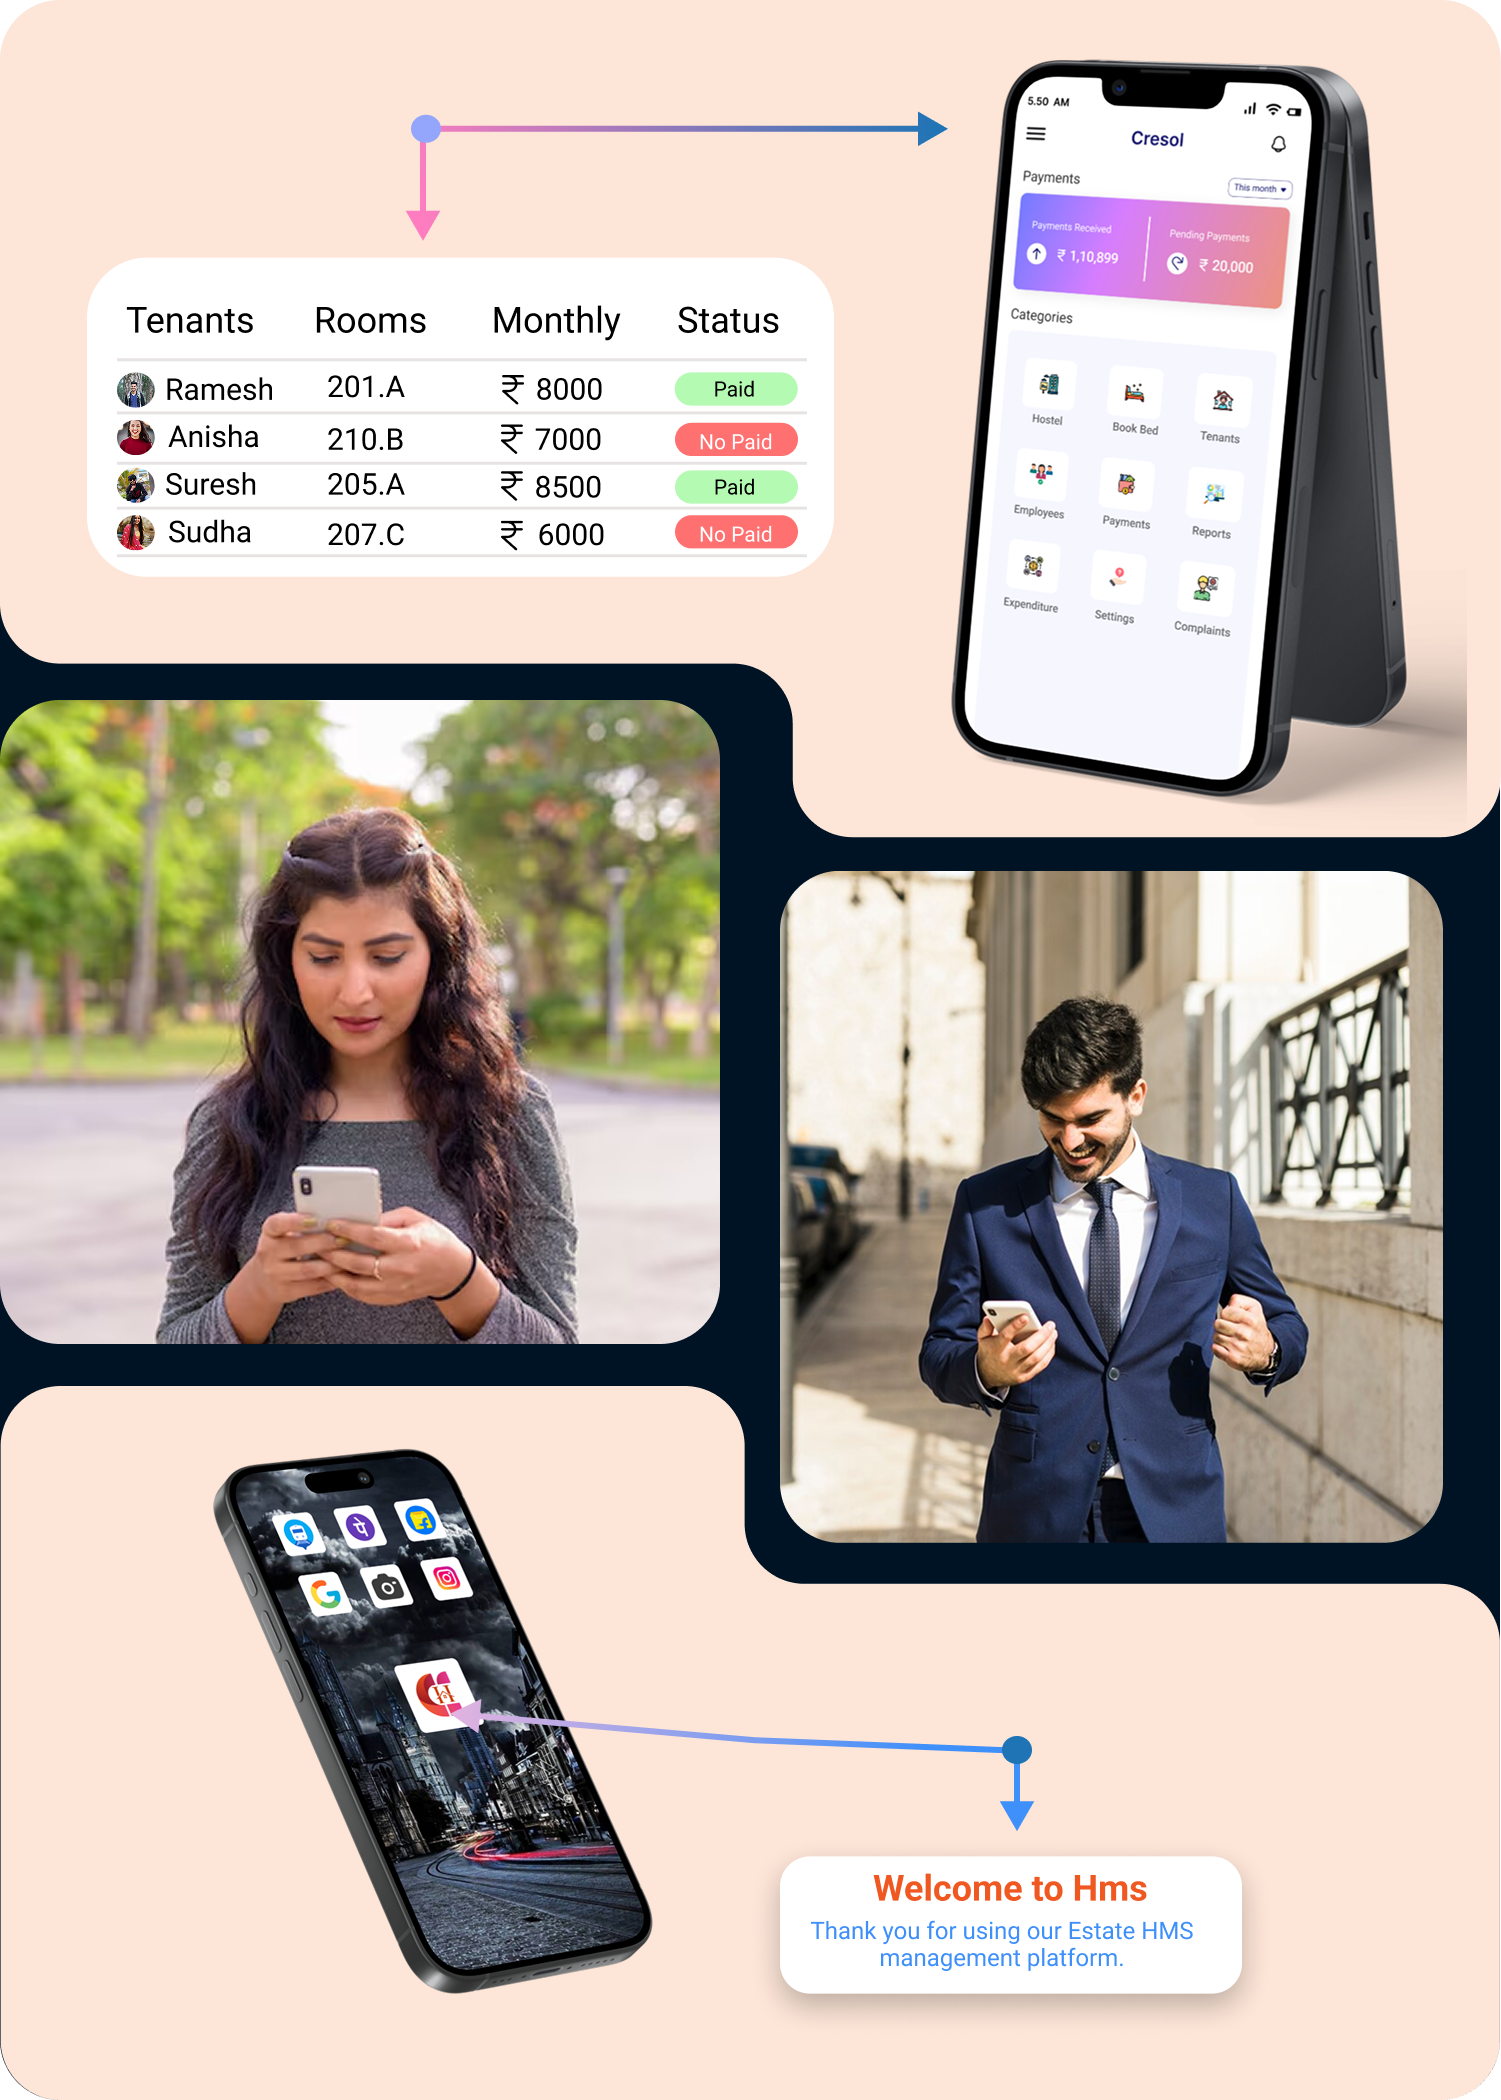 5.50 AM
Cresol
Payments
This month
Payments Received
Pending Payments
₹ 1,10,899
₹ 20,000
Categories
Hostel
Book Bed
Tenants
Employees
Payments
Reports
Expenditure
Settings
Complaints
Tenants Rooms Monthly Status
Ramesh 201.A ₹ 8000 Paid
Anisha 210.B ₹ 7000 No Paid
Suresh 205.A ₹ 8500 Paid
Sudha 207.C ₹ 6000 No Paid
पे
f
G
H
Welcome to Hms
Thank you for using our Estate HMS
management platform.